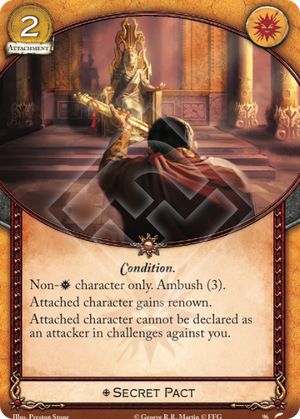 2
ATTACHMENT
Condition.
Non- character only. Ambush (3).
Attached character gains renown.
Attached character cannot be declared as
an attacker in challenges against you.
SECRET PACT
Illus. Preston Stone © George R.R. Martin © FFG 96